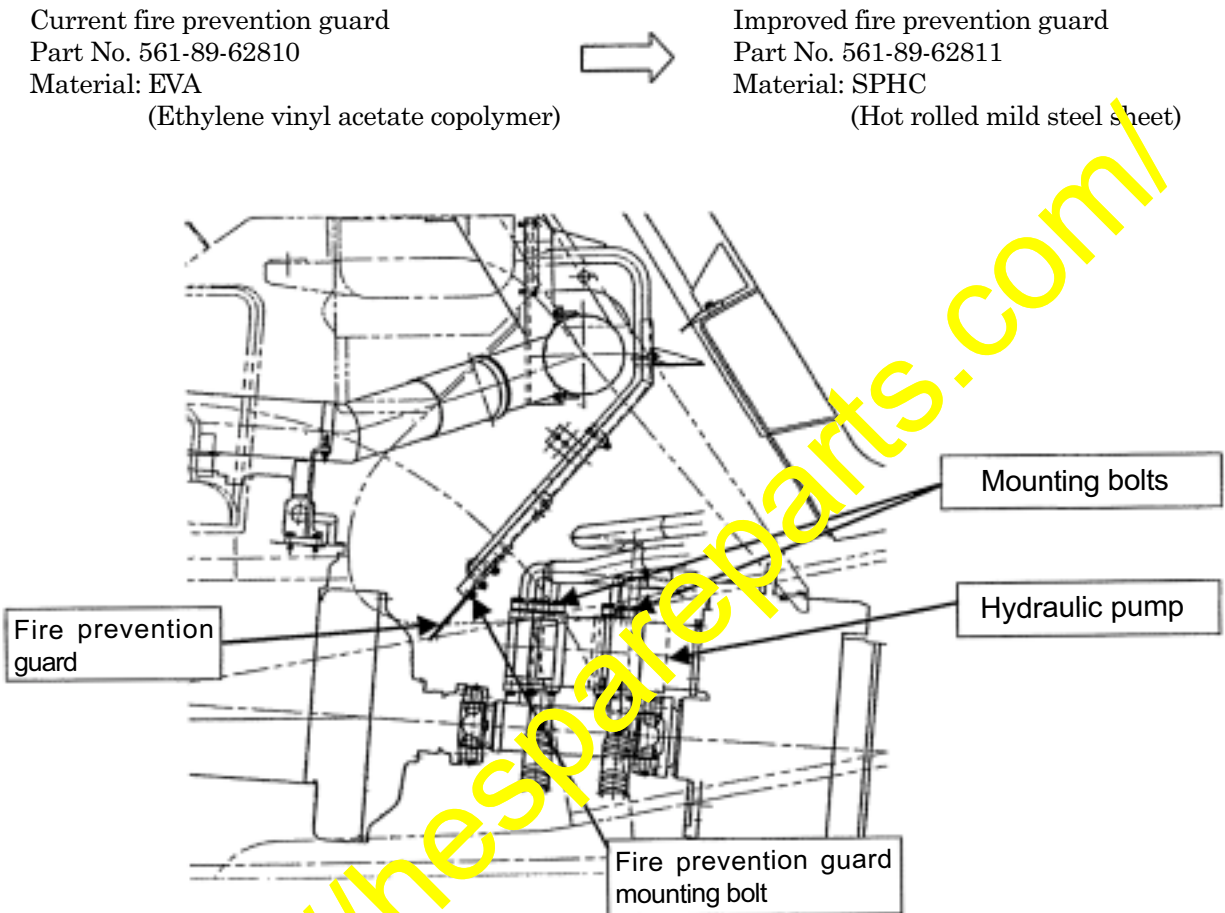 Current fire prevention guard
Part No. 561-89-62810
Material: EVA
(Ethylene vinyl acetate copolymer)
Improved fire prevention guard
Part No. 561-89-62811
Material: SPHC
(Hot rolled mild steel sheet)
Mounting bolts
Hydraulic pump
Fire prevention
guard
Fire prevention guard
mounting bolt
/hespareparts.com/